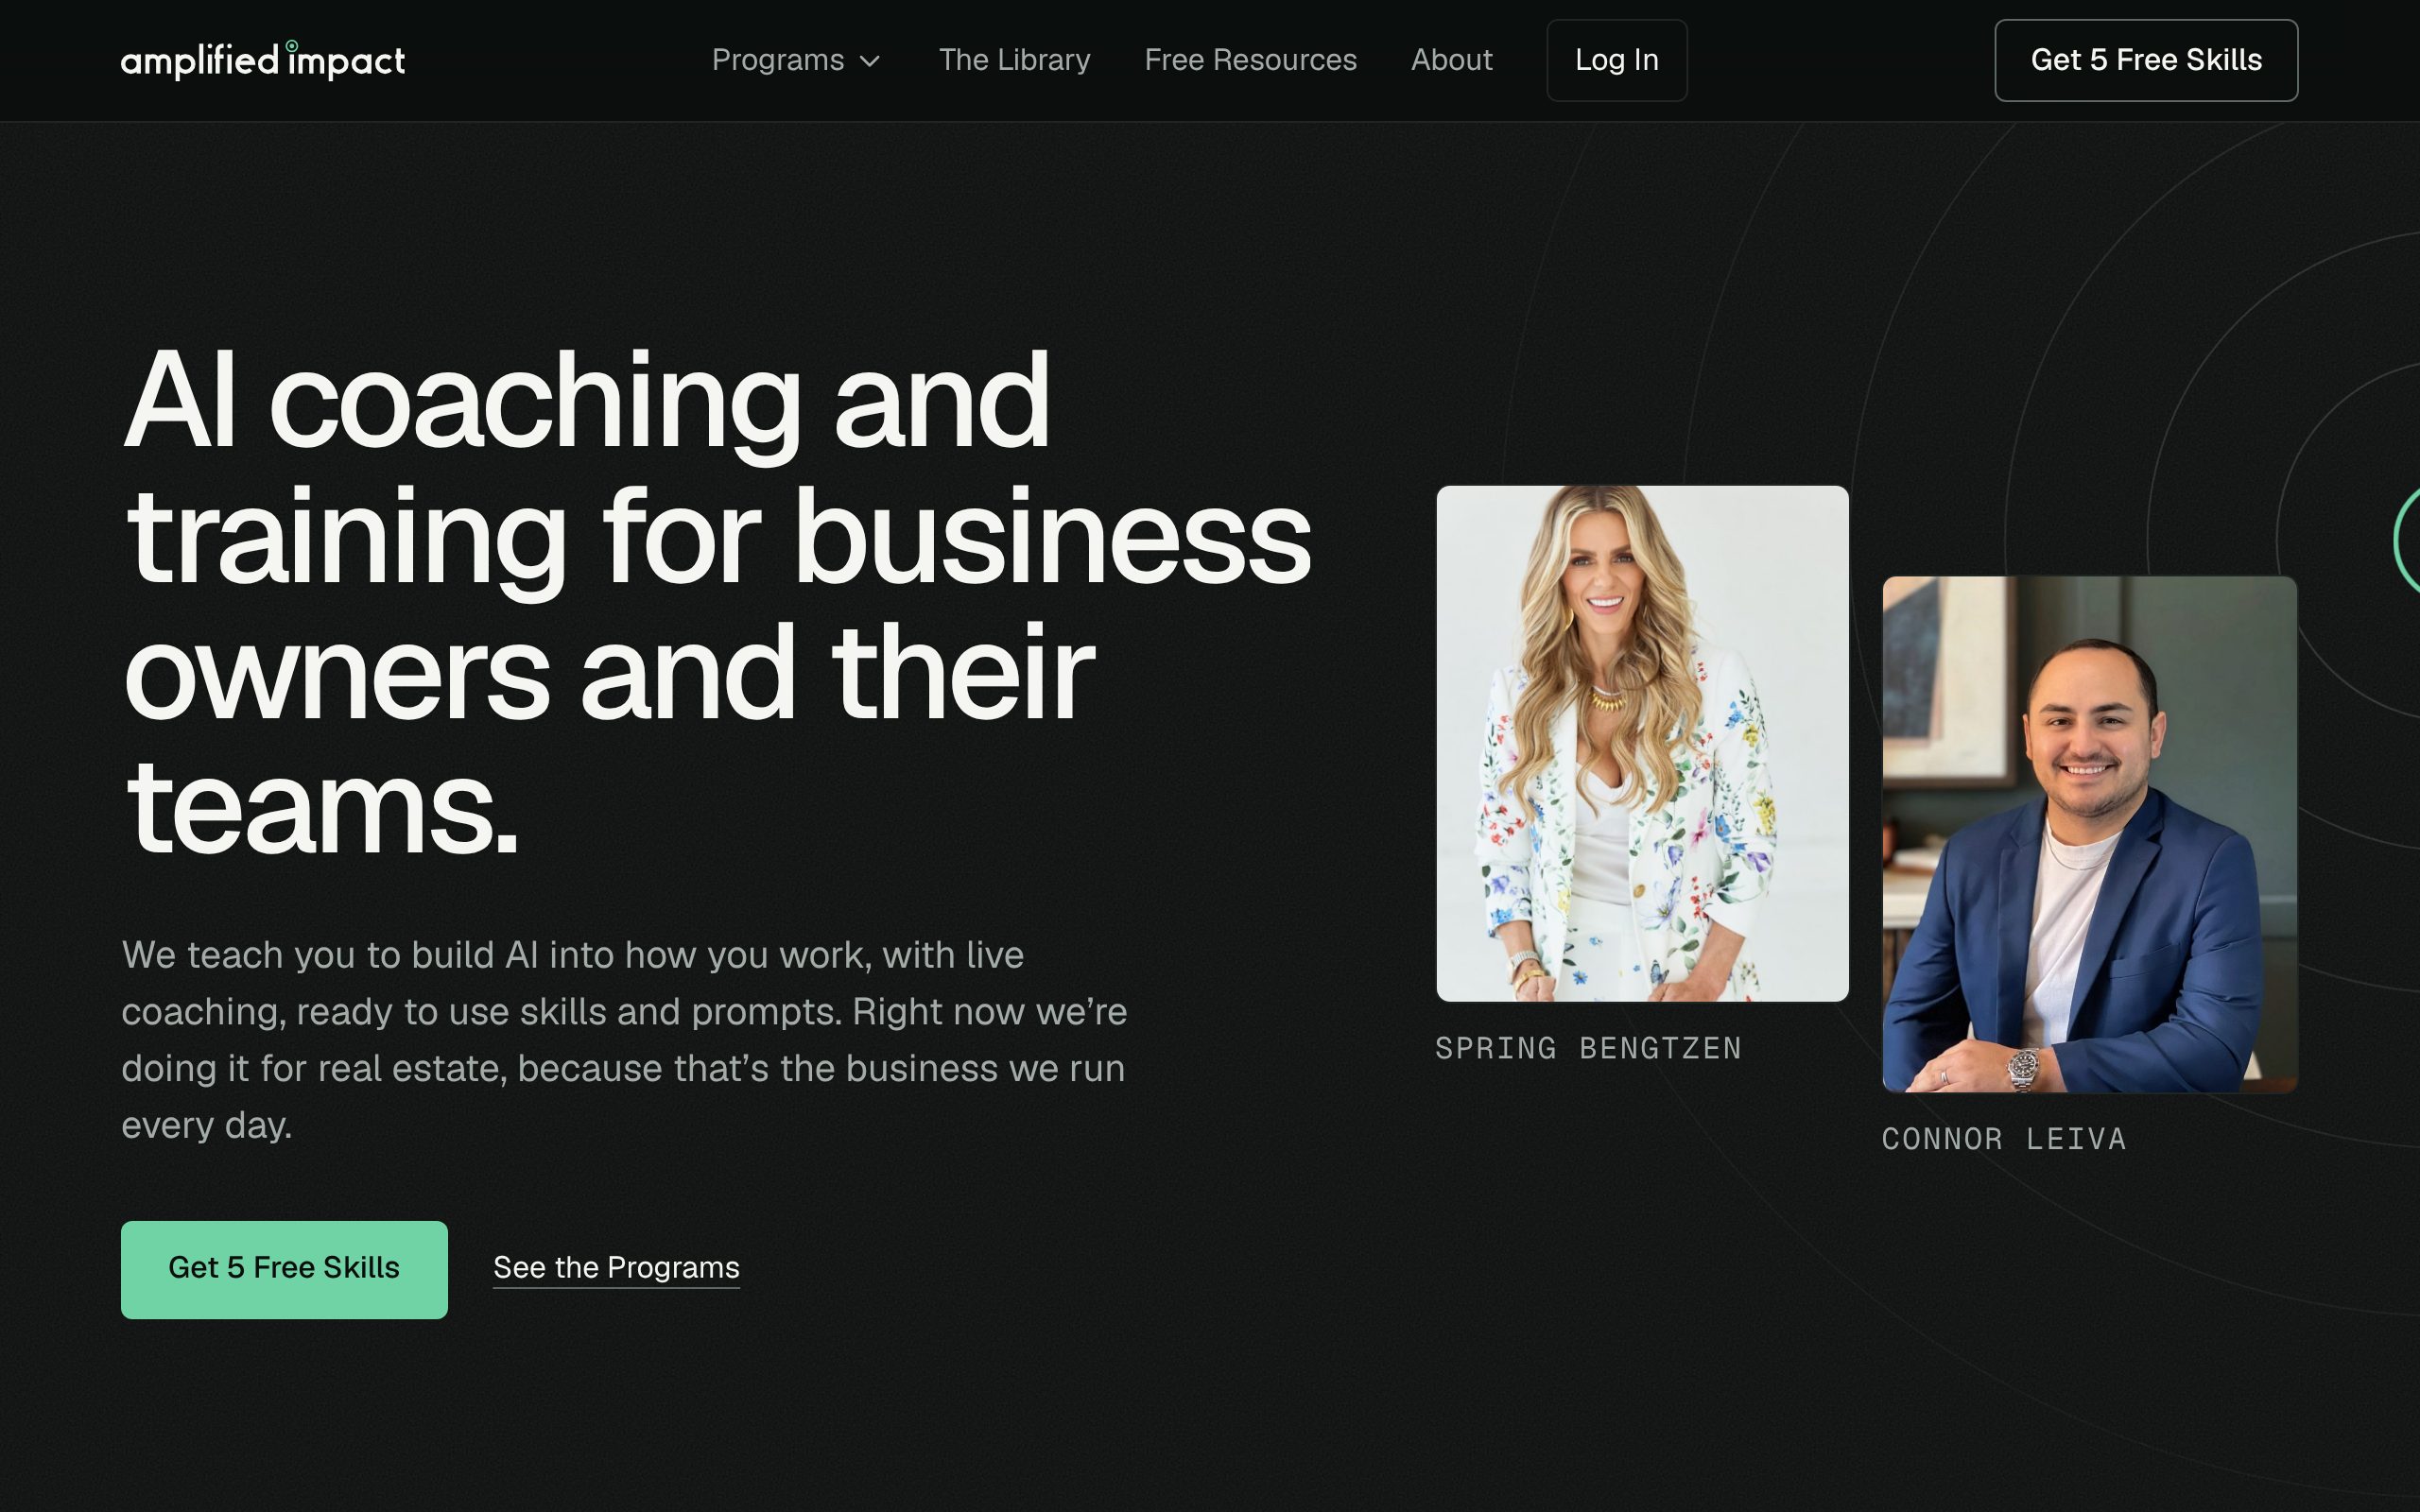 amplified impact
Programs
The Library
Free Resources
About
Log In
Get 5 Free Skills
AI coaching and
training for business
owners and their
teams.
We teach you to build AI into how you work, with live
coaching, ready to use skills and prompts. Right now we’re
doing it for real estate, because that’s the business we run
every day.
Get 5 Free Skills
See the Programs
SPRING BENGTZEN
CONNOR LEIVA